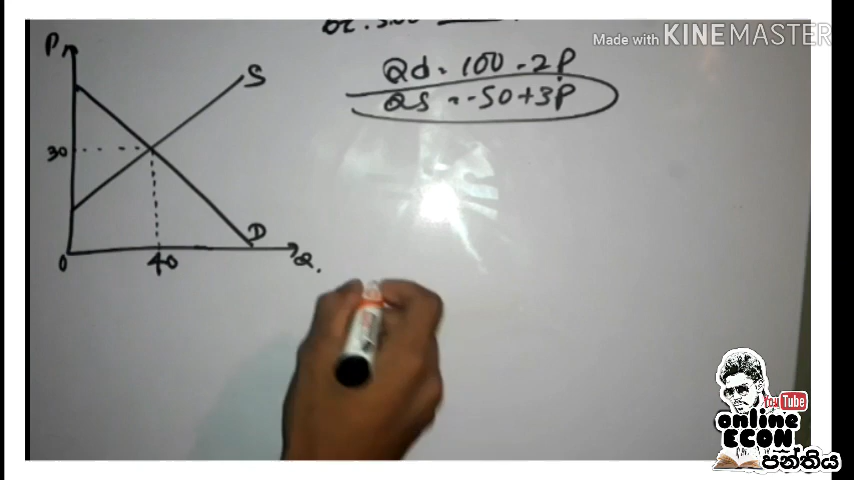 Made with KINEMASTER
Qd = 100 - 2P
Qs = -50 + 3P
P
S
30
D
0
40
Q.
YouTube
online
ECON
පන්තිය